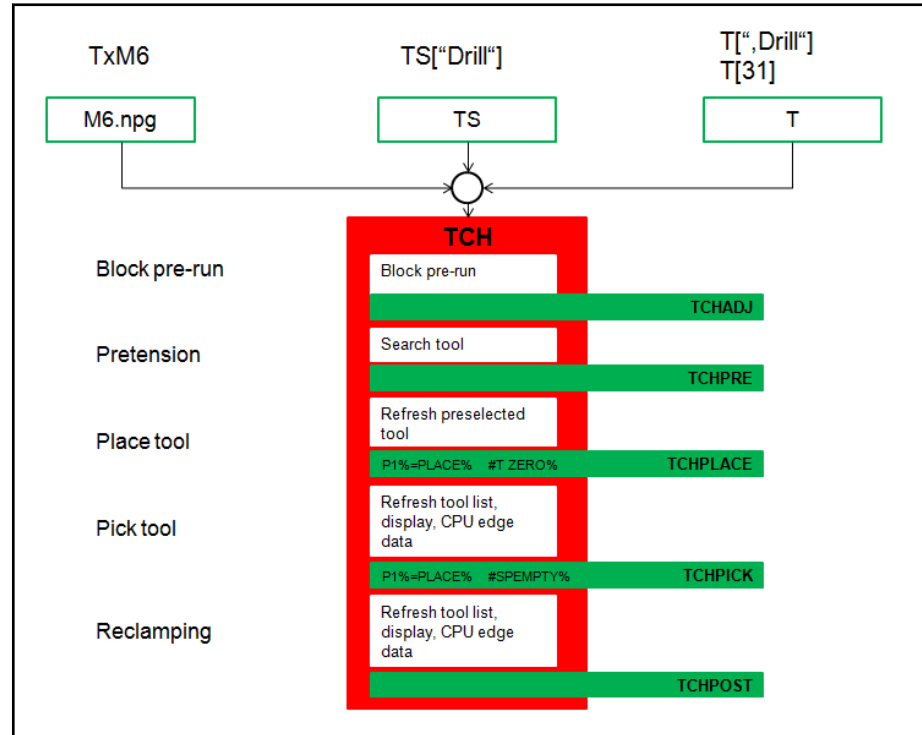 TxM6
TS["Drill"]
T[",Drill"]
T[31]
M6.npg
TS
T
TCH
Block pre-run
Block pre-run
TCHADJ
Pretension
Search tool
TCHPRE
Place tool
Refresh preselected
tool
P1%=PLACE% #T ZERO%
TCHPLACE
Pick tool
Refresh tool list,
display, CPU edge
data
P1%=PLACE% #SPEMPTY%
TCHPICK
Reclamping
Refresh tool list,
display, CPU edge
data
TCHPOST